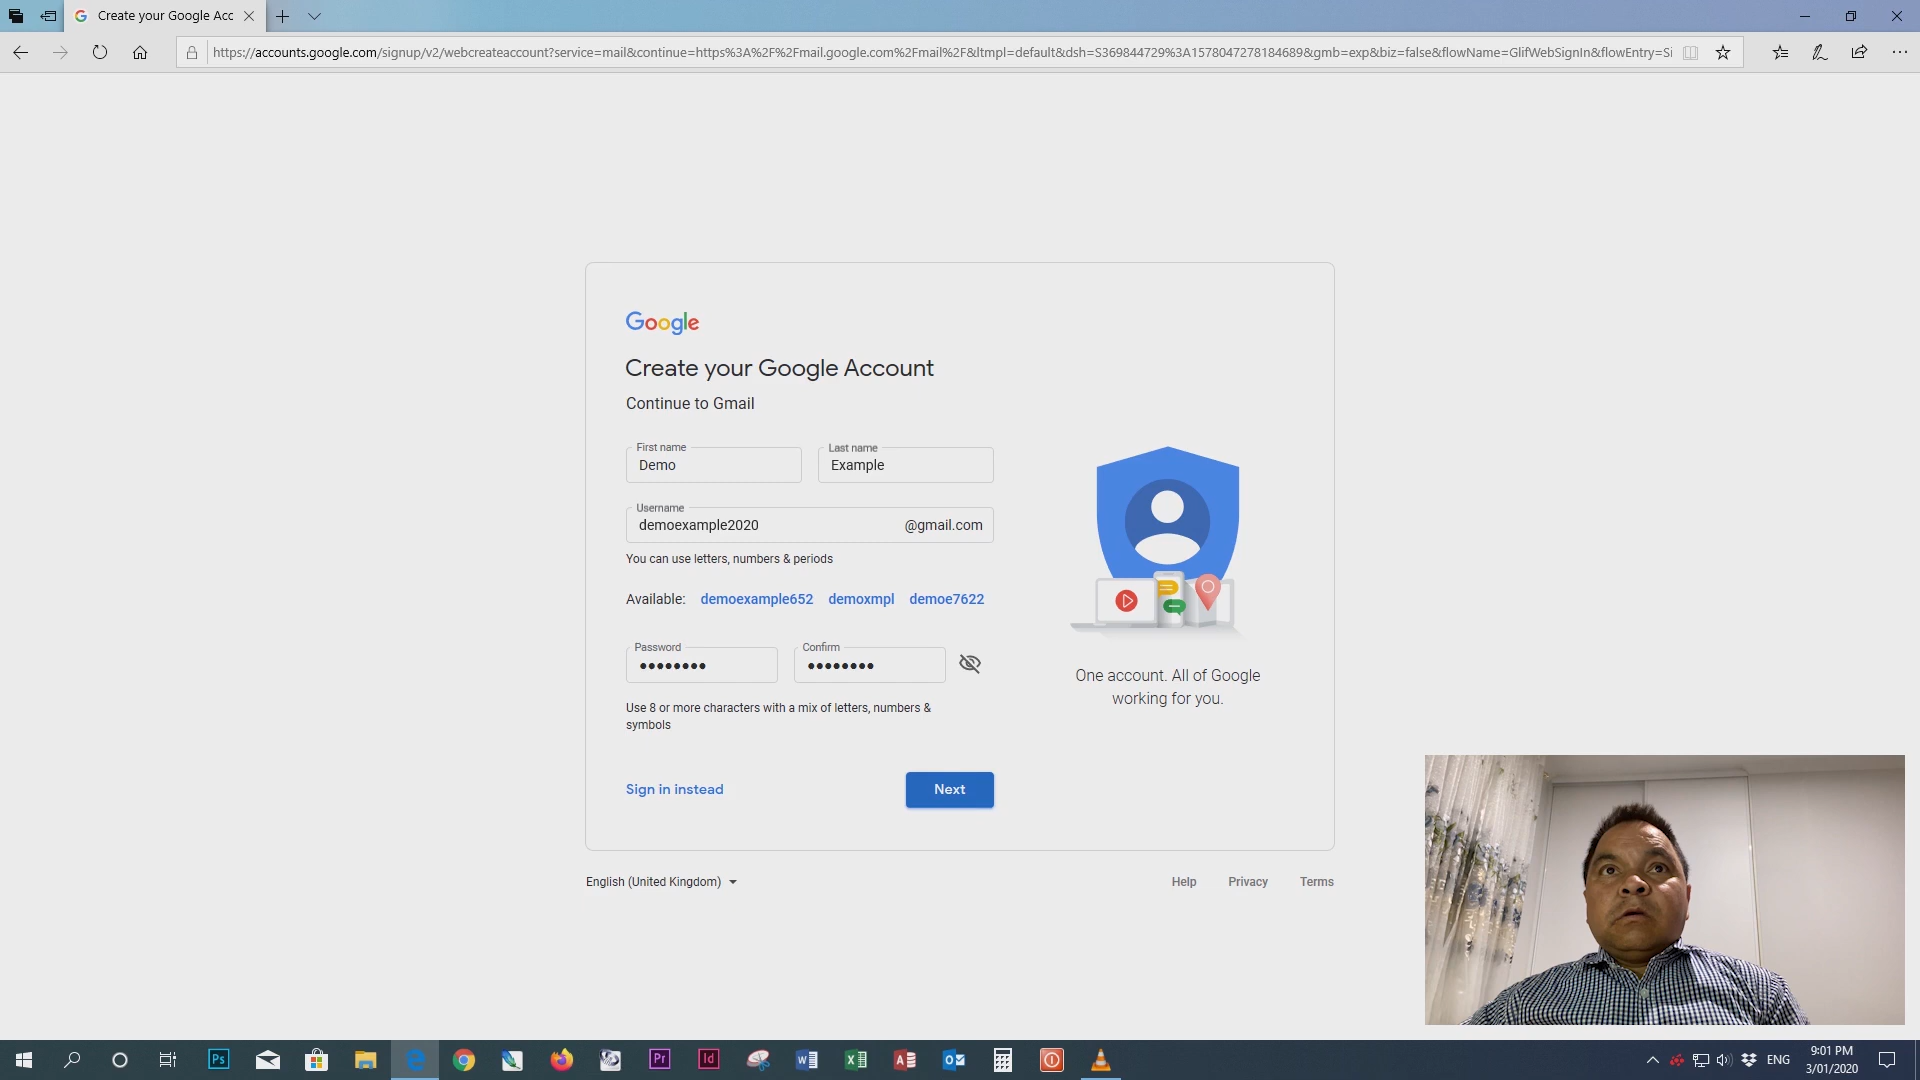 Create your Google Acc
https://accounts.google.com/signup/v2/webcreateaccount?service=mail&continue=https%3A%2F%2Fmail.google.com%2Fmail%2F&ltmpl=default&dsh=S369844729%3A1578047278184689&gmb=exp&biz=false&flowName=GlifWebSignIn&flowEntry=Si
Google
Create your Google Account
Continue to Gmail
First name
Last name
Demo
Example
Username
demoexample2020
@gmail.com
You can use letters, numbers & periods
Available: demoexample652 demoxmpl demoe7622
Password
Confirm
Use 8 or more characters with a mix of letters, numbers &
symbols
One account. All of Google
working for you.
Sign in instead
Next
English (United Kingdom)
Help Privacy Terms
Ps
Pr
Id
ENG
9:01 PM
3/01/2020